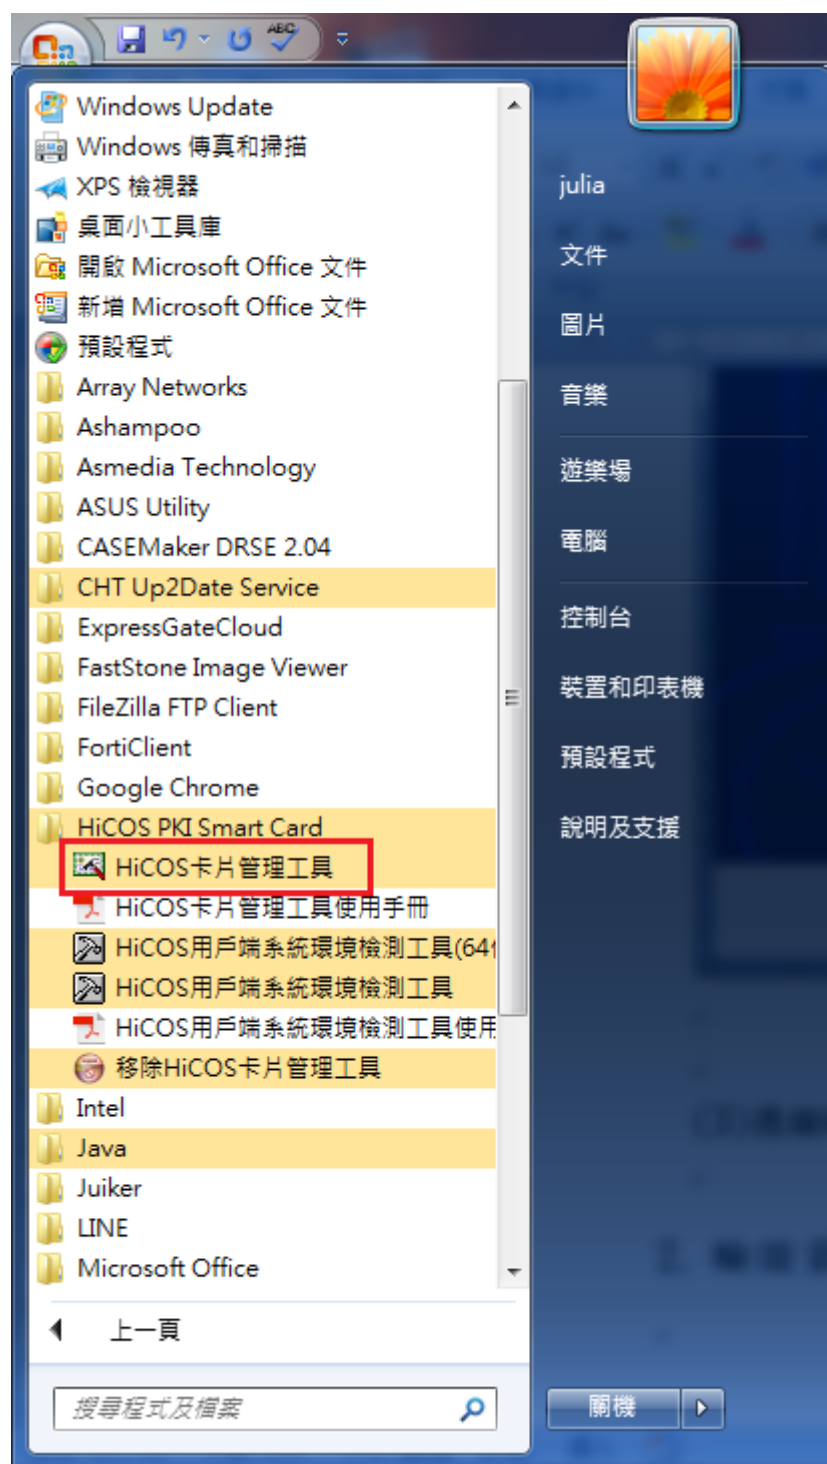 ABC
Windows Update
Windows 傳真和掃描
XPS 檢視器
桌面小工具庫
開啟 Microsoft Office 文件
新增 Microsoft Office 文件
預設程式
Array Networks
Ashampoo
Asmedia Technology
ASUS Utility
CASEMaker DRSE 2.04
CHT Up2Date Service
ExpressGateCloud
FastStone Image Viewer
FileZilla FTP Client
FortiClient
Google Chrome
HiCOS PKI Smart Card
HiCOS卡片管理工具
HiCOS卡片管理工具使用手冊
HiCOS用戶端系統環境檢測工具(64
HiCOS用戶端系統環境檢測工具
HiCOS用戶端系統環境檢測工具使用
移除HiCOS卡片管理工具
Intel
Java
Juiker
LINE
Microsoft Office
上一頁
搜尋程式及檔案
julia
文件
圖片
音樂
遊樂場
電腦
控制台
裝置和印表機
預設程式
說明及支援
關機